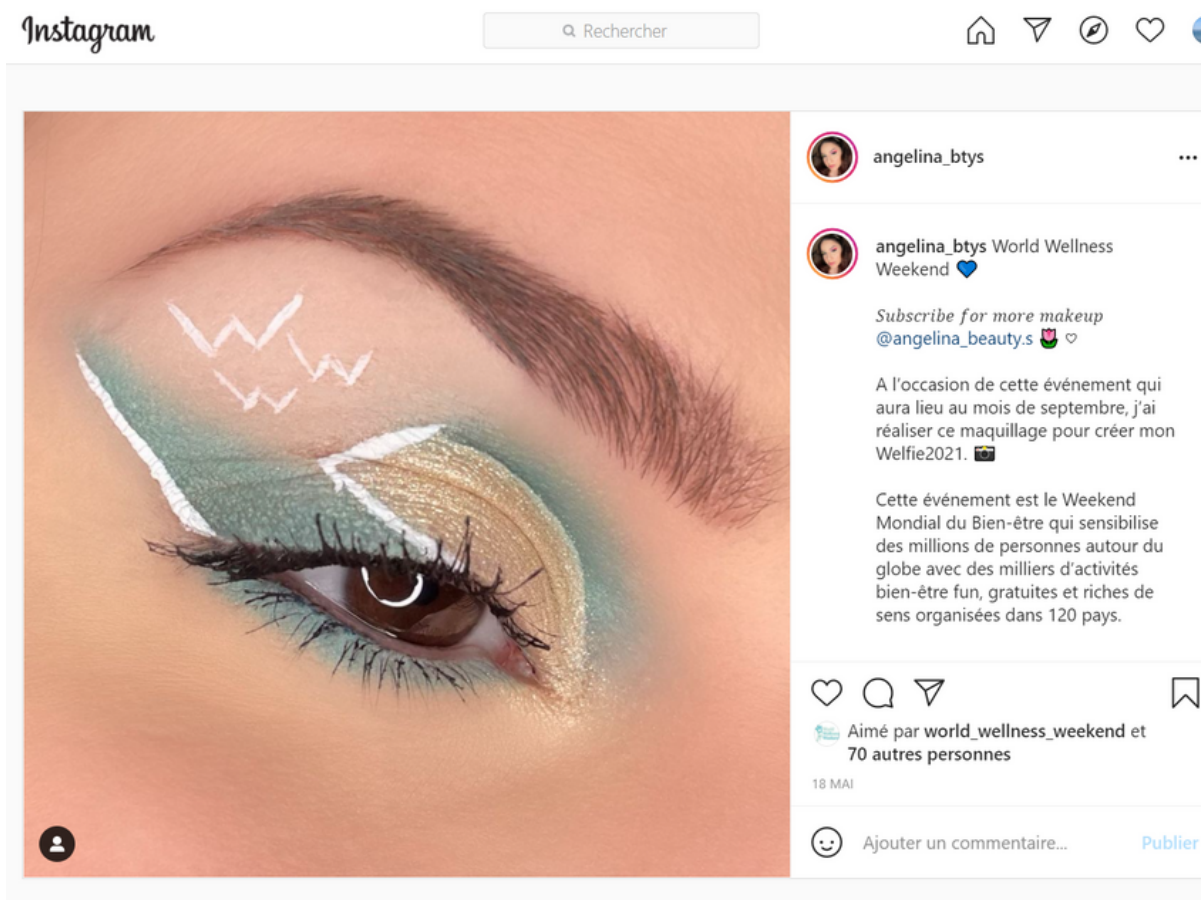 Instagram
Rechercher
W
W
W
angelina_btys
angelina_btys World Wellness
Weekend 💙
Subscribe for more makeup
@angelina_beauty.s 🌷 ♡
A l'occasion de cette événement qui
aura lieu au mois de septembre, j'ai
réaliser ce maquillage pour créer mon
Welfie2021. 📸
Cette événement est le Weekend
Mondial du Bien-être qui sensibilise
des millions de personnes autour du
globe avec des milliers d'activités
bien-être fun, gratuites et riches de
sens organisées dans 120 pays.
Aimé par world_wellness_weekend et
70 autres personnes
18 MAI
Ajouter un commentaire...
Publier